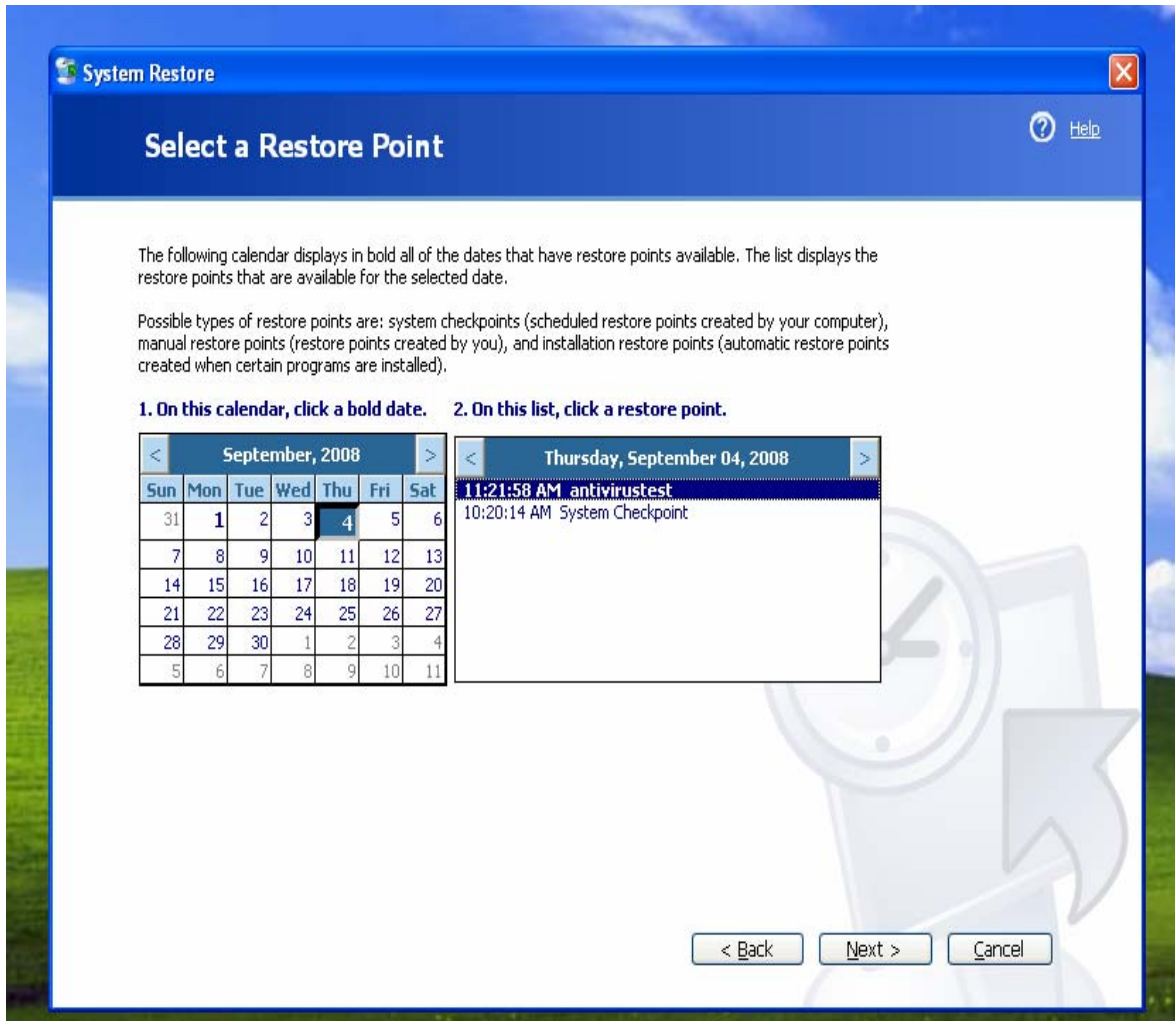 System Restore
Select a Restore Point
Help
The following calendar displays in bold all of the dates that have restore points available. The list displays the
restore points that are available for the selected date.
Possible types of restore points are: system checkpoints (scheduled restore points created by your computer),
manual restore points (restore points created by you), and installation restore points (automatic restore points
created when certain programs are installed).
1. On this calendar, click a bold date.
2. On this list, click a restore point.
< September, 2008 >
Sun Mon Tue Wed Thu Fri Sat
31 1 2 3 4 5 6
7 8 9 10 11 12 13
14 15 16 17 18 19 20
21 22 23 24 25 26 27
28 29 30 1 2 3 4
5 6 7 8 9 10 11
< Thursday, September 04, 2008 >
11:21:58 AM antivirustest
10:20:14 AM System Checkpoint
< Back
Next >
Cancel